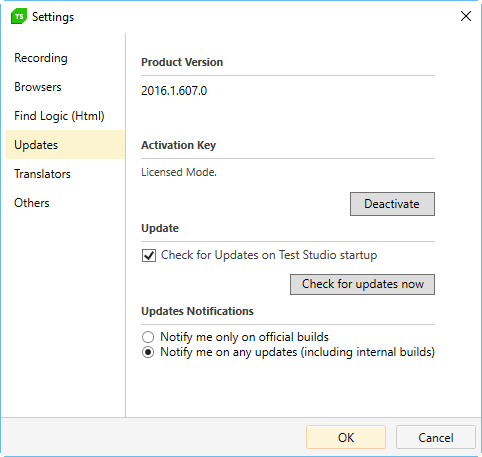 TS Settings
Recording
Browsers
Find Logic (Html)
Updates
Translators
Others
Product Version
2016.1.607.0
Activation Key
Licensed Mode.
Deactivate
Update
Check for Updates on Test Studio startup
Check for updates now
Updates Notifications
Notify me only on official builds
Notify me on any updates (including internal builds)
OK Cancel